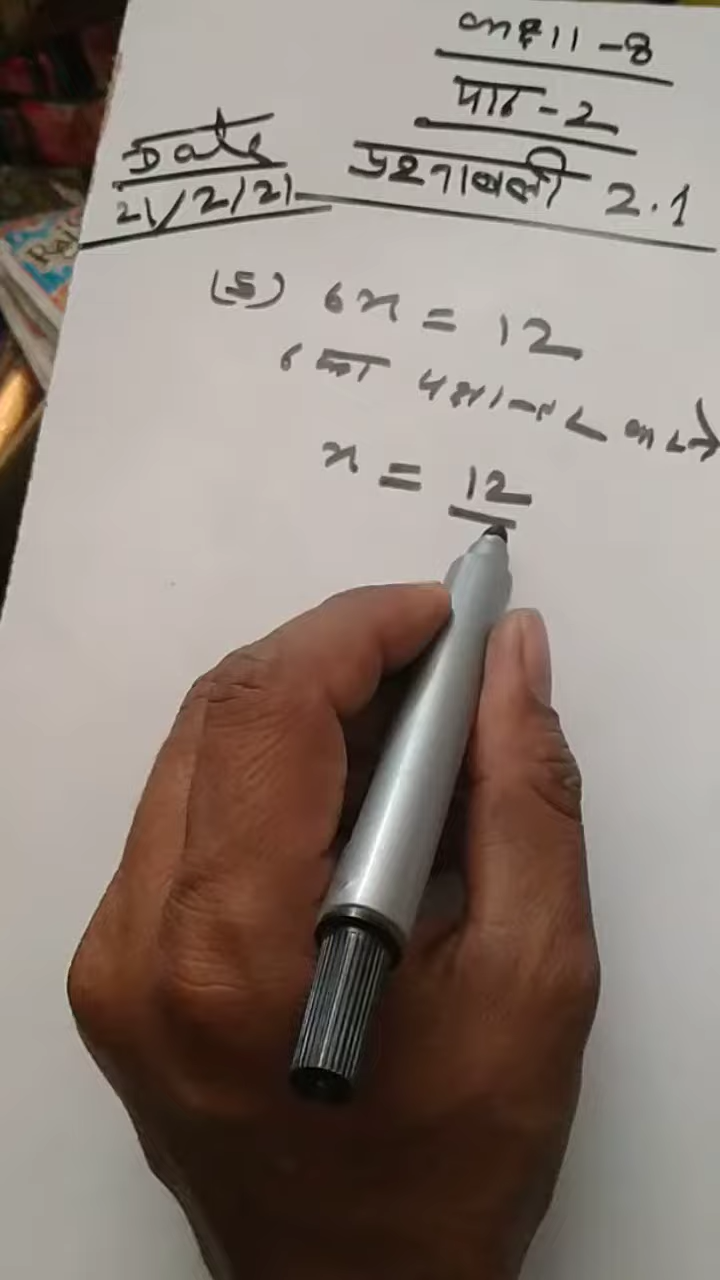 कक्षा-8
पाठ-2
Date
21/2/21
प्रश्नावली 2.1
(5) 6x = 12
6 का पक्षान्तर करने
x = 12